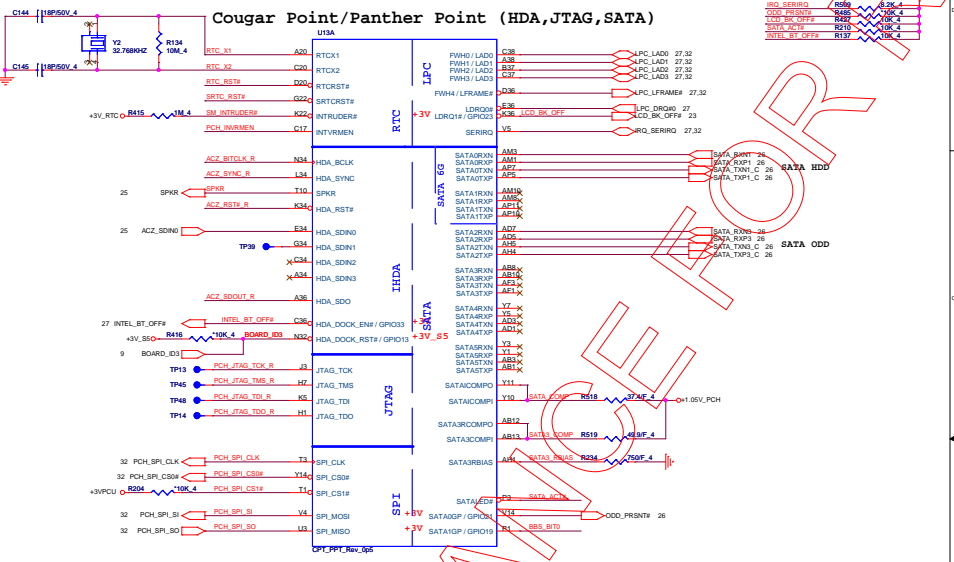 Cougar Point/Panther Point (HDA,JTAG,SATA)
C144 18P/50V_4
Y2
32.768KHZ
R134
10M_4
C145 18P/50V_4
RTC_X1
RTC_X2
RTC_RST#
SRTC_RST#
+3V_RTC R415 1M_4 SM_INTRUDER#
PCH_INVRMEN
ACZ_BITCLK_R
ACZ_SYNC_R
25 SPKR SPKR
ACZ_RST#_R
25 ACZ_SDIN0
TP39
ACZ_SDOUT_R
27 INTEL_BT_OFF# INTEL_BT_OFF#
+3V_S5 R416 *10K_4 BOARD_ID3
9 BOARD_ID3
TP13 PCH_JTAG_TCK_R
TP45 PCH_JTAG_TMS_R
TP48 PCH_JTAG_TDI_R
TP14 PCH_JTAG_TDO_R
32 PCH_SPI_CLK PCH_SPI_CLK
32 PCH_SPI_CS0# PCH_SPI_CS0#
+3VPCU R204 *10K_4 PCH_SPI_CS1#
32 PCH_SPI_SI PCH_SPI_SI
32 PCH_SPI_SO PCH_SPI_SO
U13A
A20 RTCX1
C20 RTCX2
D20 RTCRST#
G22 SRTCRST#
K22 INTRUDER#
C17 INTVRMEN
N34 HDA_BCLK
L34 HDA_SYNC
T10 SPKR
K34 HDA_RST#
E34 HDA_SDIN0
G34 HDA_SDIN1
C34 HDA_SDIN2
A34 HDA_SDIN3
A36 HDA_SDO
C36 HDA_DOCK_EN# / GPIO33
N32 HDA_DOCK_RST# / GPIO13
J3 JTAG_TCK
H7 JTAG_TMS
K5 JTAG_TDI
H1 JTAG_TDO
T3 SPI_CLK
Y14 SPI_CS0#
T1 SPI_CS1#
V4 SPI_MOSI
U3 SPI_MISO
CPT_PPT_Rev_0p5
RTC
LPC
+3V
IHDA
SATA
SATA 6G
+3V
+3V_S5
JTAG
SPI
+3V
+3V
FWH0 / LAD0 C38 LPC_LAD0 27,32
FWH1 / LAD1 A38 LPC_LAD1 27,32
FWH2 / LAD2 B37 LPC_LAD2 27,32
FWH3 / LAD3 C37 LPC_LAD3 27,32
FWH4 / LFRAME# D36 LPC_LFRAME# 27,32
LDRQ0# E36 LPC_DRQ#0 27
LDRQ1# / GPIO23 K36 LCD_BK_OFF LCD_BK_OFF# 23
SERIRQ V5 IRQ_SERIRQ 27,32
SATA0RXN AM3 SATA_RXN1 26
SATA0RXP AM1 SATA_RXP1 26
SATA0TXN AP7 SATA_TXN1_C 26
SATA0TXP AP5 SATA_TXP1_C 26
SATA HDD
SATA1RXN AM10
SATA1RXP AM8
SATA1TXN AP11
SATA1TXP AP10
SATA2RXN AD7 SATA_RXN3 26
SATA2RXP AD5 SATA_RXP3 26
SATA2TXN AH5 SATA_TXN3_C 26
SATA2TXP AH4 SATA_TXP3_C 26
SATA ODD
SATA3RXN AB8
SATA3RXP AB10
SATA3TXN AF3
SATA3TXP AF1
SATA4RXN Y7
SATA4RXP Y5
SATA4TXN AD3
SATA4TXP AD1
SATA5RXN Y3
SATA5RXP Y1
SATA5TXN AB3
SATA5TXP AB1
SATAICOMPO Y11
SATAICOMPI Y10 SATA_COMP R518 37.4/F_4 +1.05V_PCH
SATA3RCOMPO AB12
SATA3COMPI AB13 SATA3_COMP R519 49.9/F_4
SATA3RBIAS AH1 SATA3_RBIAS R234 750/F_4
SATALED# P3 SATA_ACT#
SATA0GP / GPIO21 V14 ODD_PRSNT# 26
SATA1GP / GPIO19 P1 BBS_BIT0
IRQ_SERIRQ R509 8.2K_4
ODD_PRSNT# R485 *10K_4
LCD_BK_OFF# R427 *10K_4
SATA_ACT# R210 *10K_4
INTEL_BT_OFF# R137 *10K_4